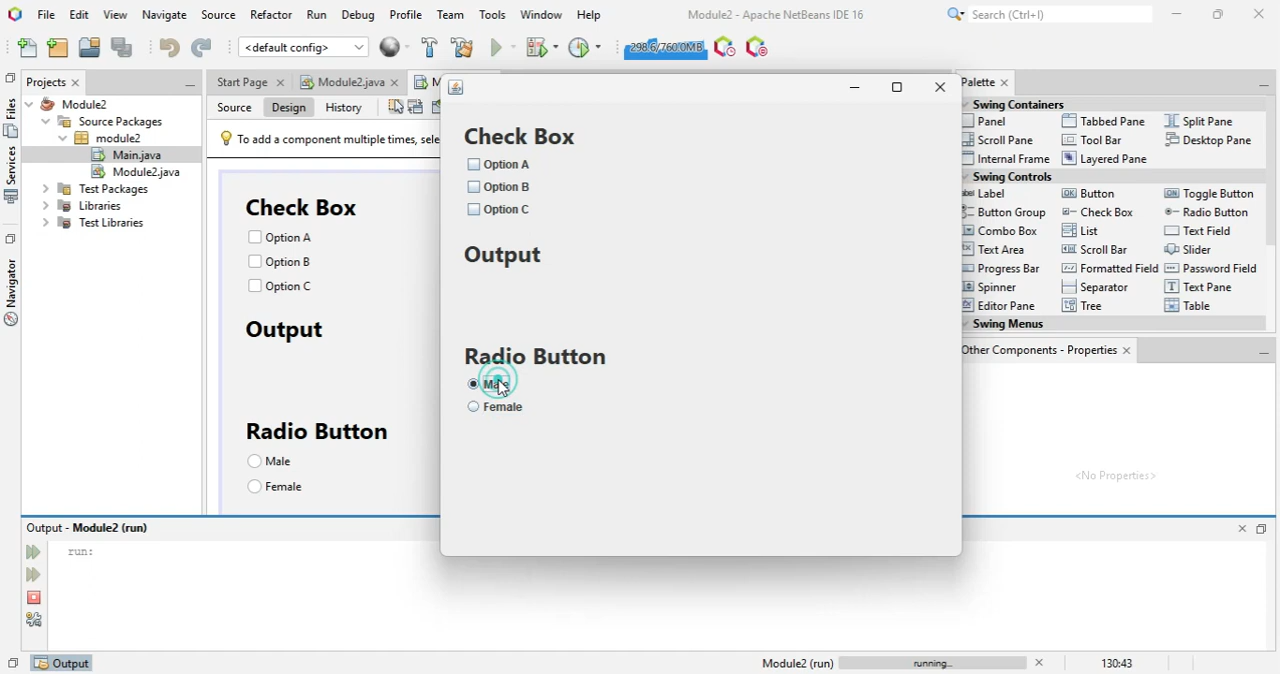 File Edit View Navigate Source Refactor Run Debug Profile Team Tools Window Help Module2 - Apache NetBeans IDE 16 Search (Ctrl+I)
<default config> 298.6/760.0MB
Projects Start Page Module2.java M Palette
Source Design History
To add a component multiple times, sele
Files
Services
Navigator
Module2
Source Packages
module2
Main.java
Module2.java
Test Packages
Libraries
Test Libraries
Check Box
Option A
Option B
Option C
Output
Radio Button
Male
Female
Check Box
Option A
Option B
Option C
Output
Radio Button
Male
Female
Swing Containers
Panel Tabbed Pane Split Pane
Scroll Pane Tool Bar Desktop Pane
Internal Frame Layered Pane
Swing Controls
Label Button Toggle Button
Button Group Check Box Radio Button
Combo Box List Text Field
Text Area Scroll Bar Slider
Progress Bar Formatted Field Password Field
Spinner Separator Text Pane
Editor Pane Tree Table
Swing Menus
Other Components - Properties
<No Properties>
Output - Module2 (run)
run:
Output Module2 (run) running... 130:43